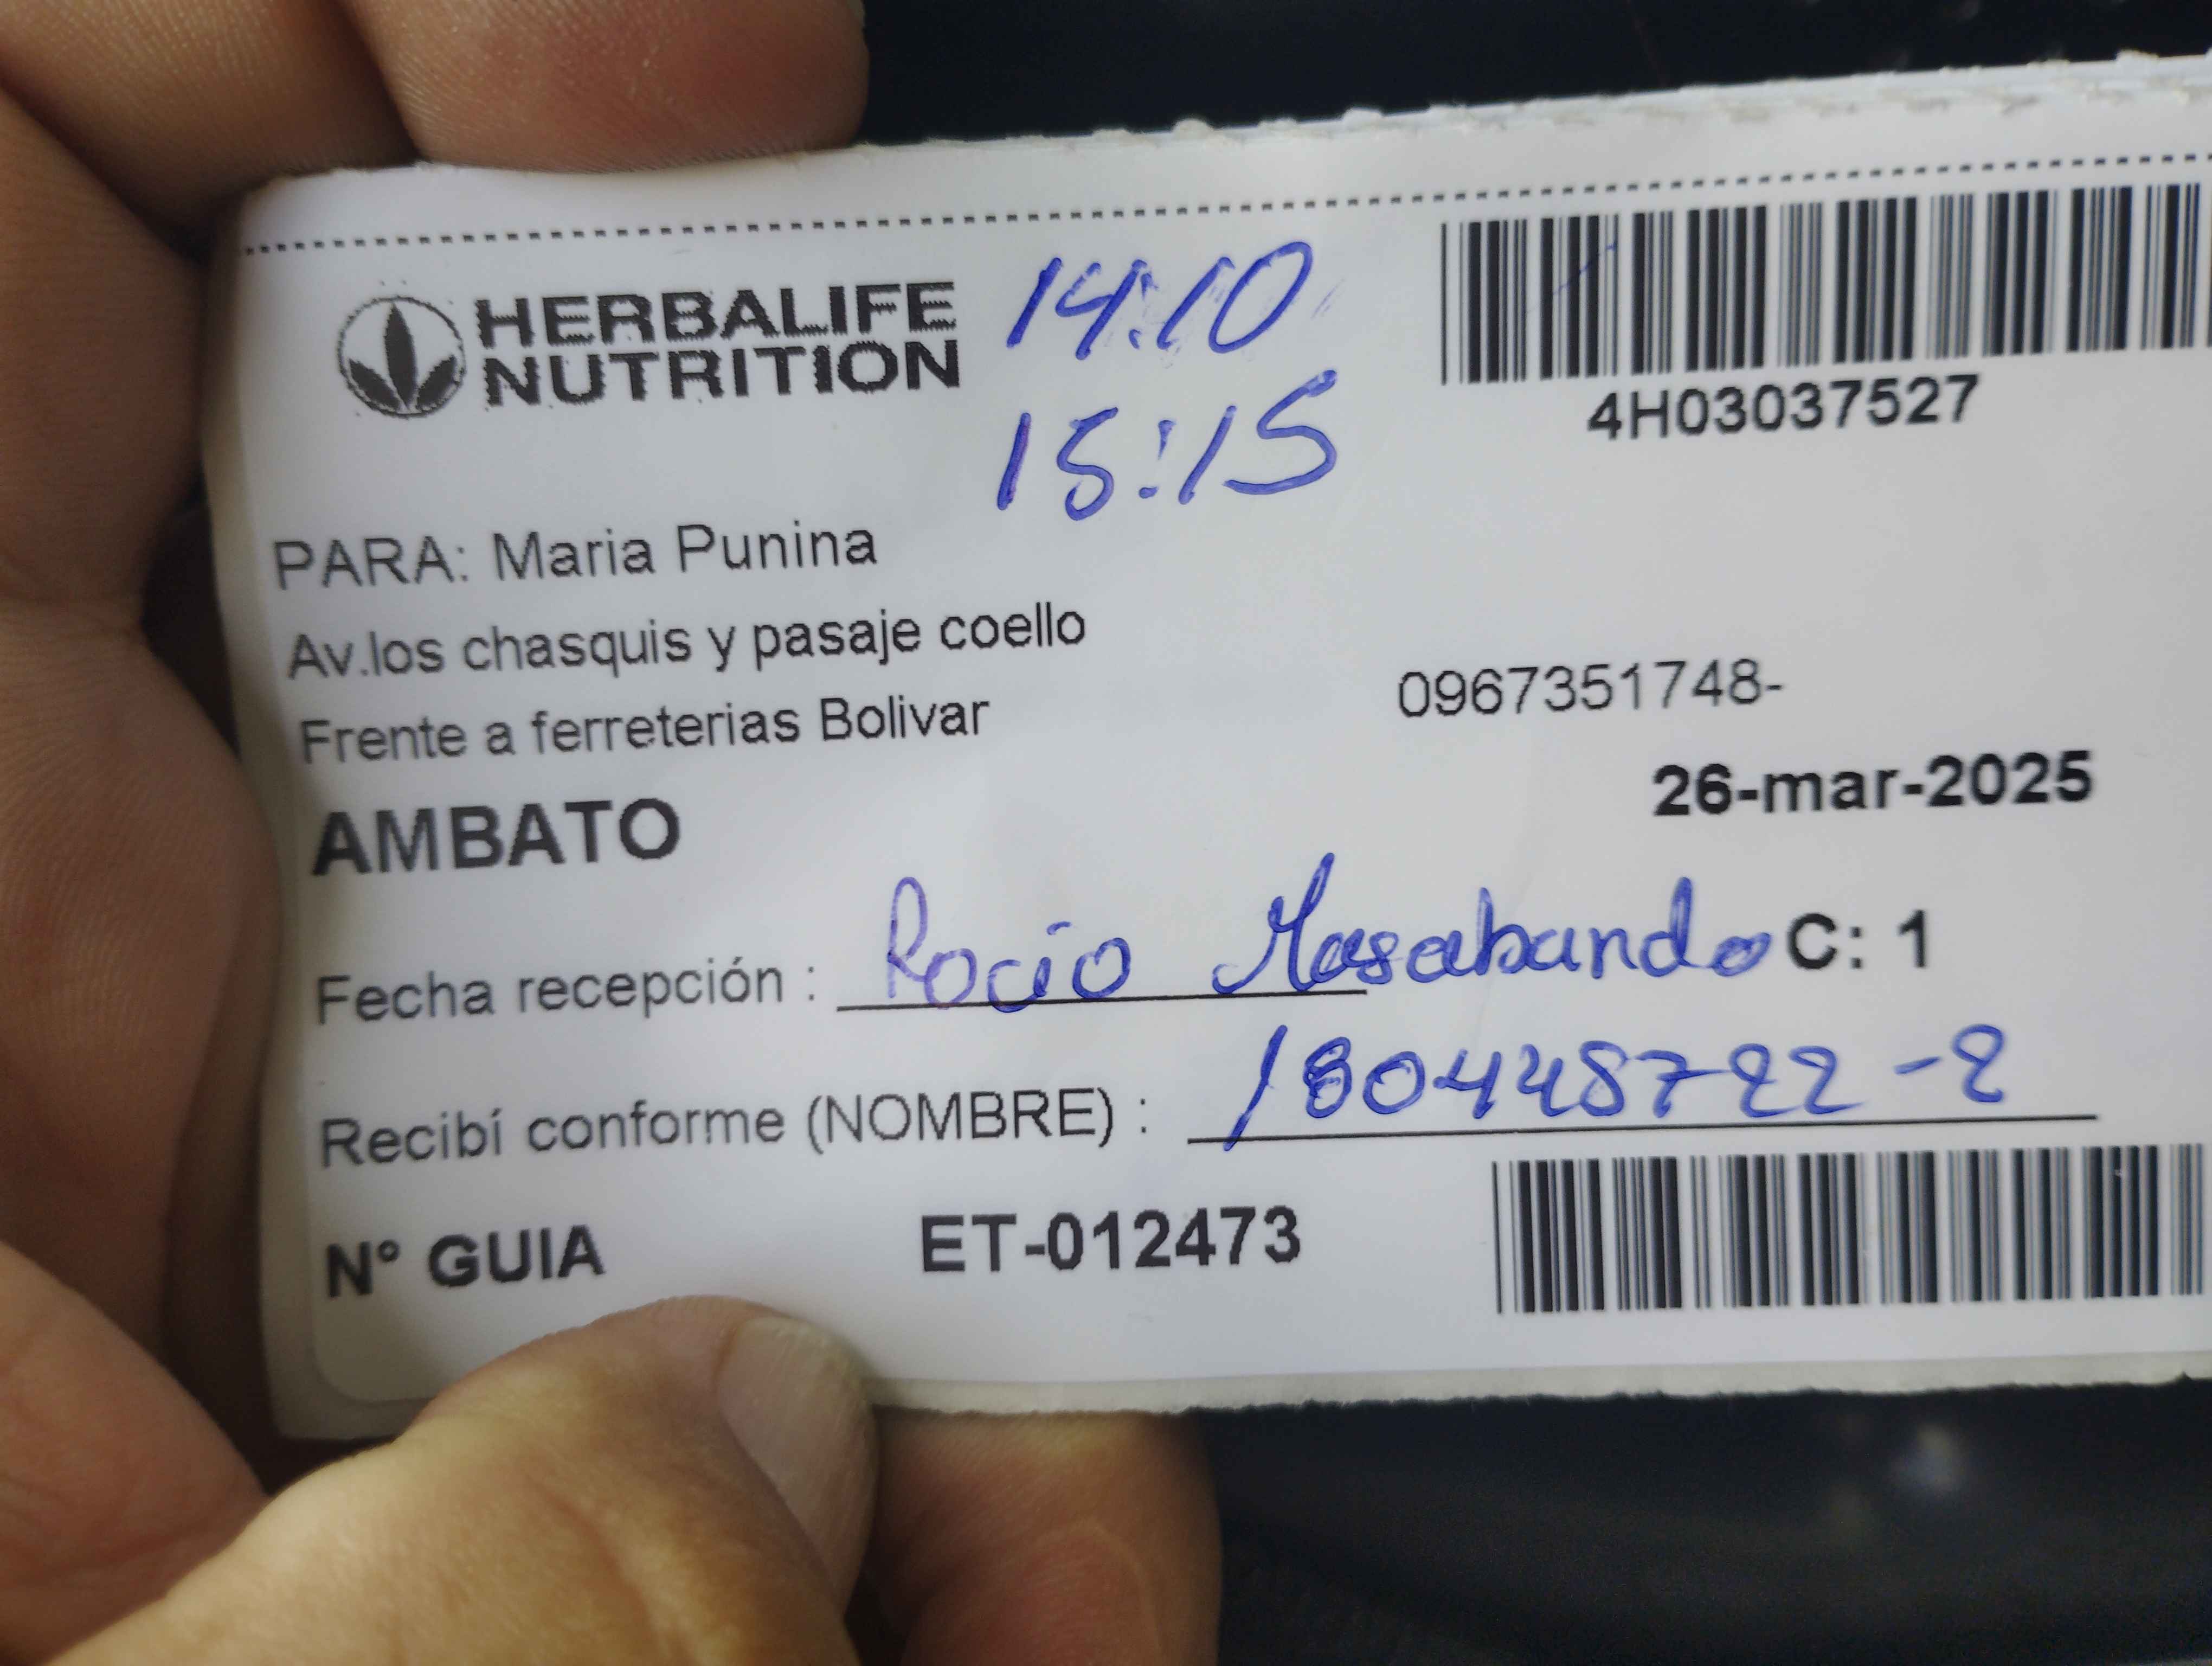 HERBALIFE
NUTRITION
14:10
15:15
4H03037527
PARA: Maria Punina
Av.los chasquis y pasaje coello
Frente a ferreterias Bolivar
0967351748-
AMBATO
26-mar-2025
Fecha recepción : Rocio Masabando C: 1
Recibí conforme (NOMBRE) : 180448722-2
N° GUIA ET-012473